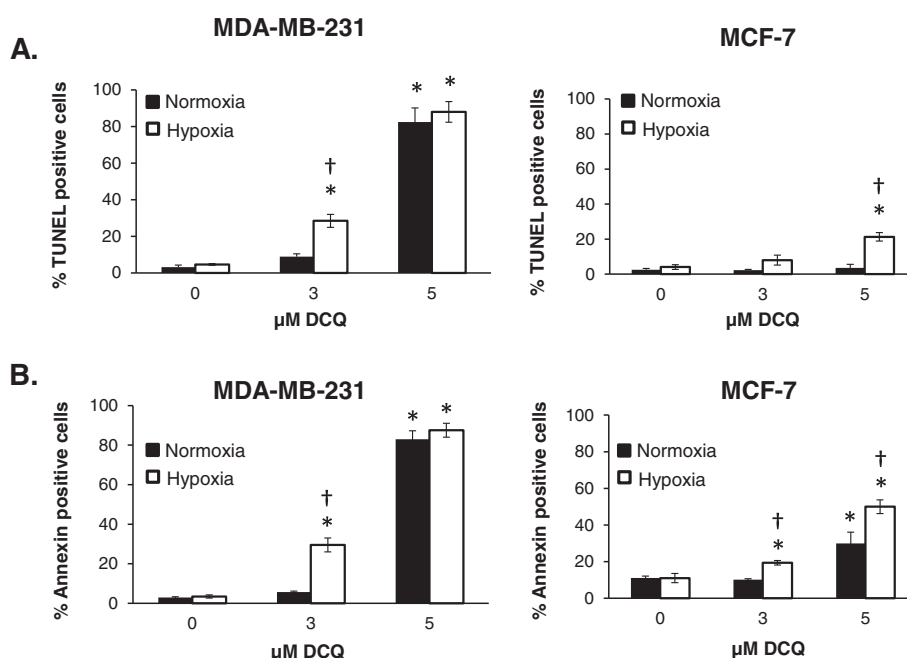 MDA-MB-231
MCF-7
A.
% TUNEL positive cells
100
80
60
40
20
0
Normoxia
Hypoxia
†
*
*
*
0
3
5
µM DCQ
% TUNEL positive cells
100
80
60
40
20
0
Normoxia
Hypoxia
†
*
0
3
5
µM DCQ
B.
MDA-MB-231
MCF-7
% Annexin positive cells
100
80
60
40
20
0
Normoxia
Hypoxia
†
*
*
*
0
3
5
µM DCQ
% Annexin positive cells
100
80
60
40
20
0
Normoxia
Hypoxia
†
*
*
†
*
0
3
5
µM DCQ